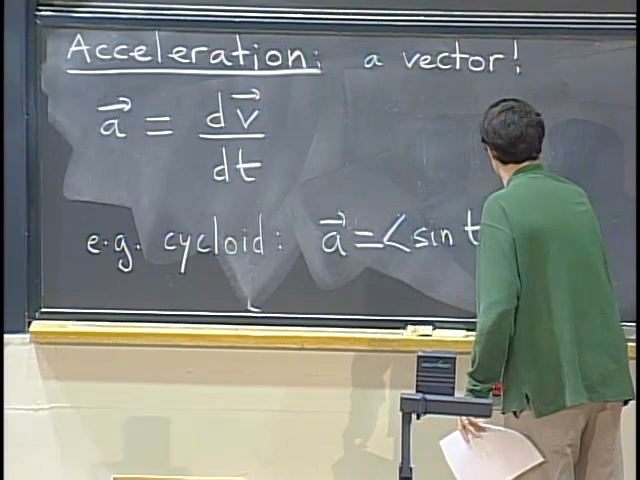 Acceleration: a vector!
a⃗ = dv⃗/dt
e.g. cycloid: a⃗ = <sin t